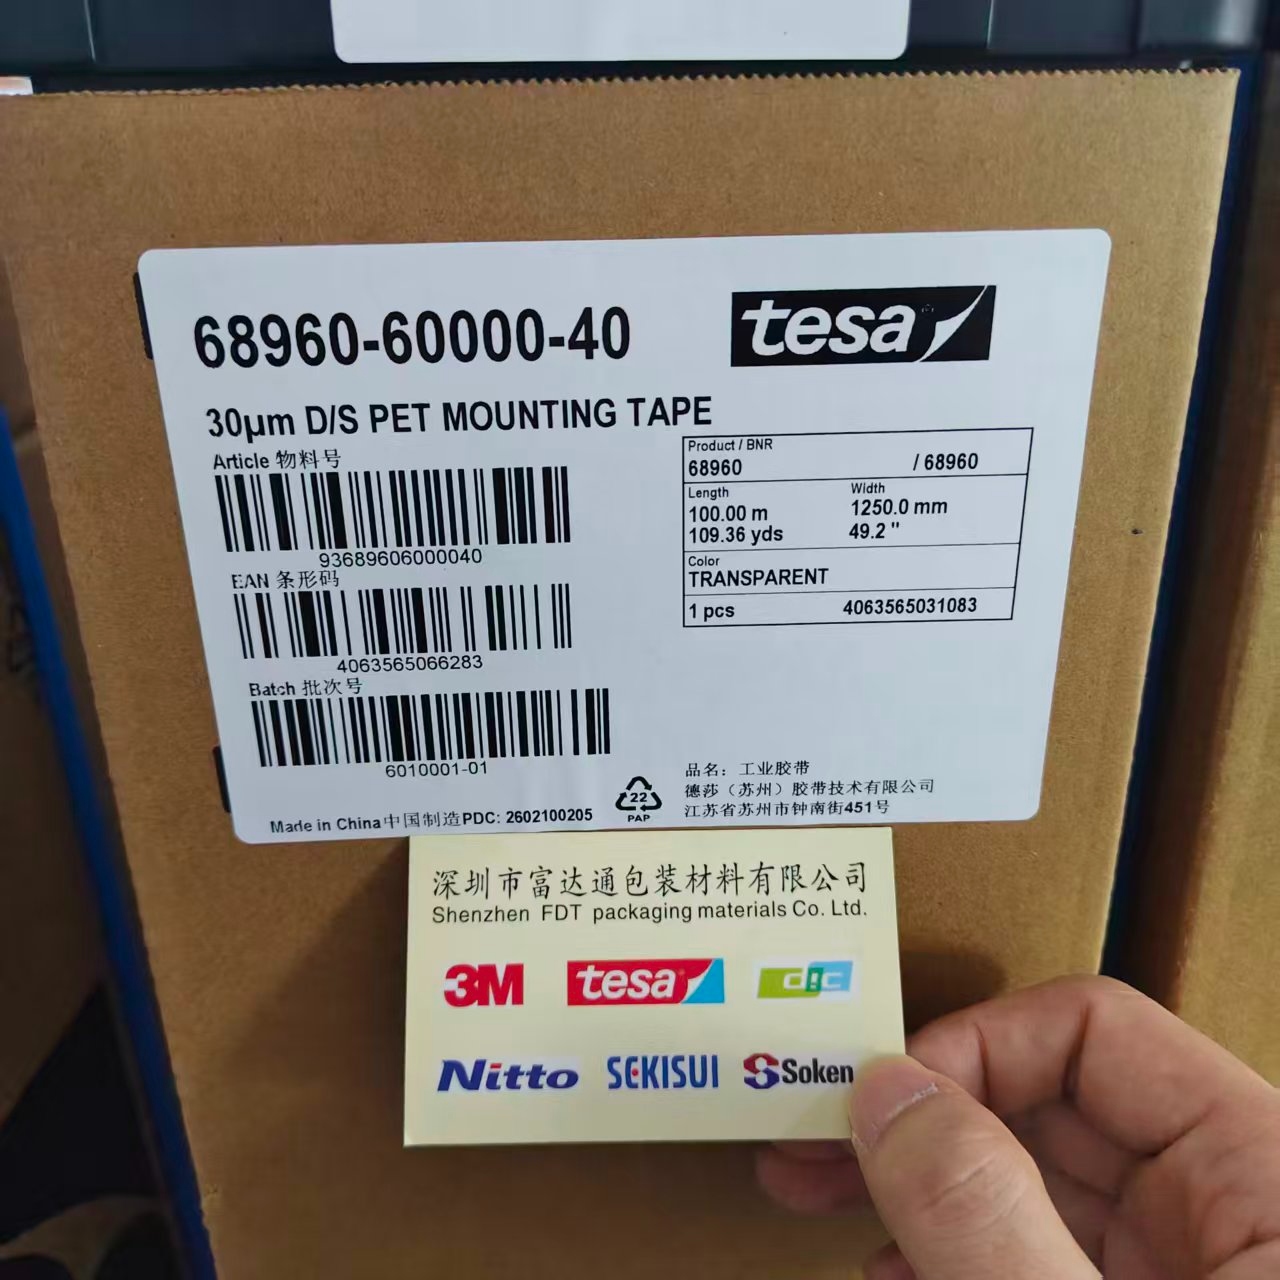 68960-60000-40
tesa
30µm D/S PET MOUNTING TAPE
Article 物料号
93689606000040
EAN 条形码
4063565066283
Batch 批次号
6010001-01
Product / BNR
68960 / 68960
Length Width
100.00 m 1250.0 mm
109.36 yds 49.2 "
Color
TRANSPARENT
1 pcs 4063565031083
品名：工业胶带
德莎（苏州）胶带技术有限公司
江苏省苏州市钟南街451号
22
PAP
Made in China中国制造PDC: 2602100205
深圳市富达通包装材料有限公司
Shenzhen FDT packaging materials Co. Ltd.
3M tesa dic
Nitto SEKISUI Soken